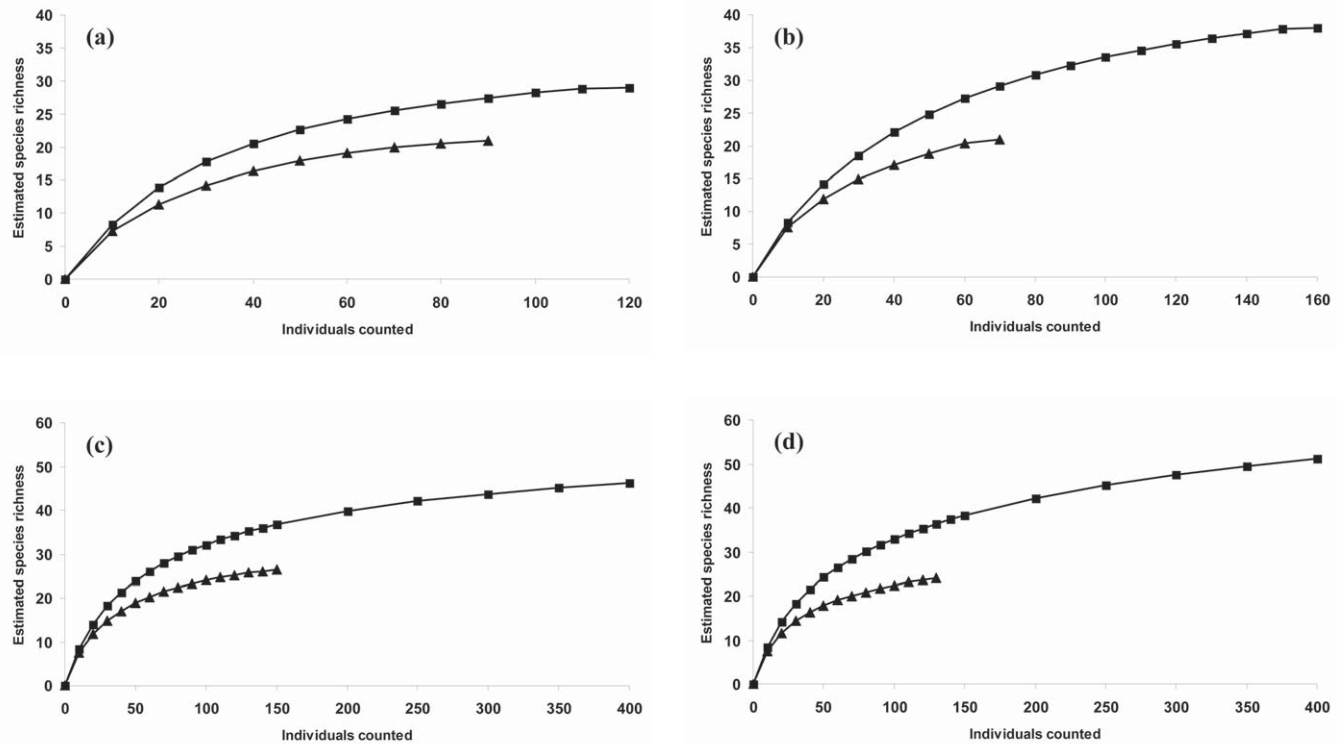 (a)
Estimated species richness
40
35
30
25
20
15
10
5
0
0 20 40 60 80 100 120
Individuals counted
(b)
Estimated species richness
40
35
30
25
20
15
10
5
0
0 20 40 60 80 100 120 140 160
Individuals counted
(c)
Estimated species richness
60
50
40
30
20
10
0
0 50 100 150 200 250 300 350 400
Individuals counted
(d)
Estimated species richness
60
50
40
30
20
10
0
0 50 100 150 200 250 300 350 400
Individuals counted